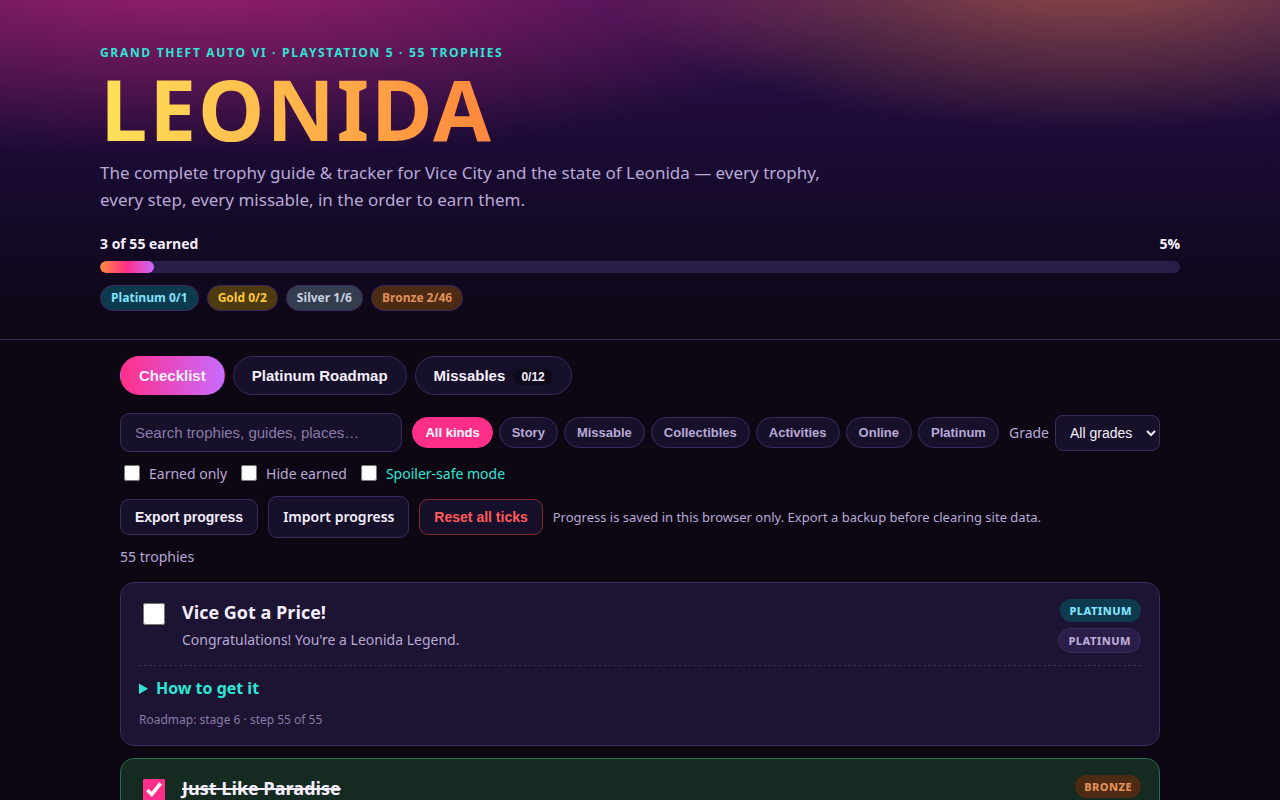 GRAND THEFT AUTO VI · PLAYSTATION 5 · 55 TROPHIES
LEONIDA
The complete trophy guide & tracker for Vice City and the state of Leonida — every trophy,
every step, every missable, in the order to earn them.
3 of 55 earned 5%
Platinum 0/1 Gold 0/2 Silver 1/6 Bronze 2/46
Checklist Platinum Roadmap Missables 0/12
Search trophies, guides, places… All kinds Story Missable Collectibles Activities Online Platinum Grade All grades
Earned only Hide earned Spoiler-safe mode
Export progress Import progress Reset all ticks Progress is saved in this browser only. Export a backup before clearing site data.
55 trophies
Vice Got a Price! PLATINUM
Congratulations! You're a Leonida Legend. PLATINUM
How to get it
Roadmap: stage 6 · step 55 of 55
Just Like Paradise BRONZE